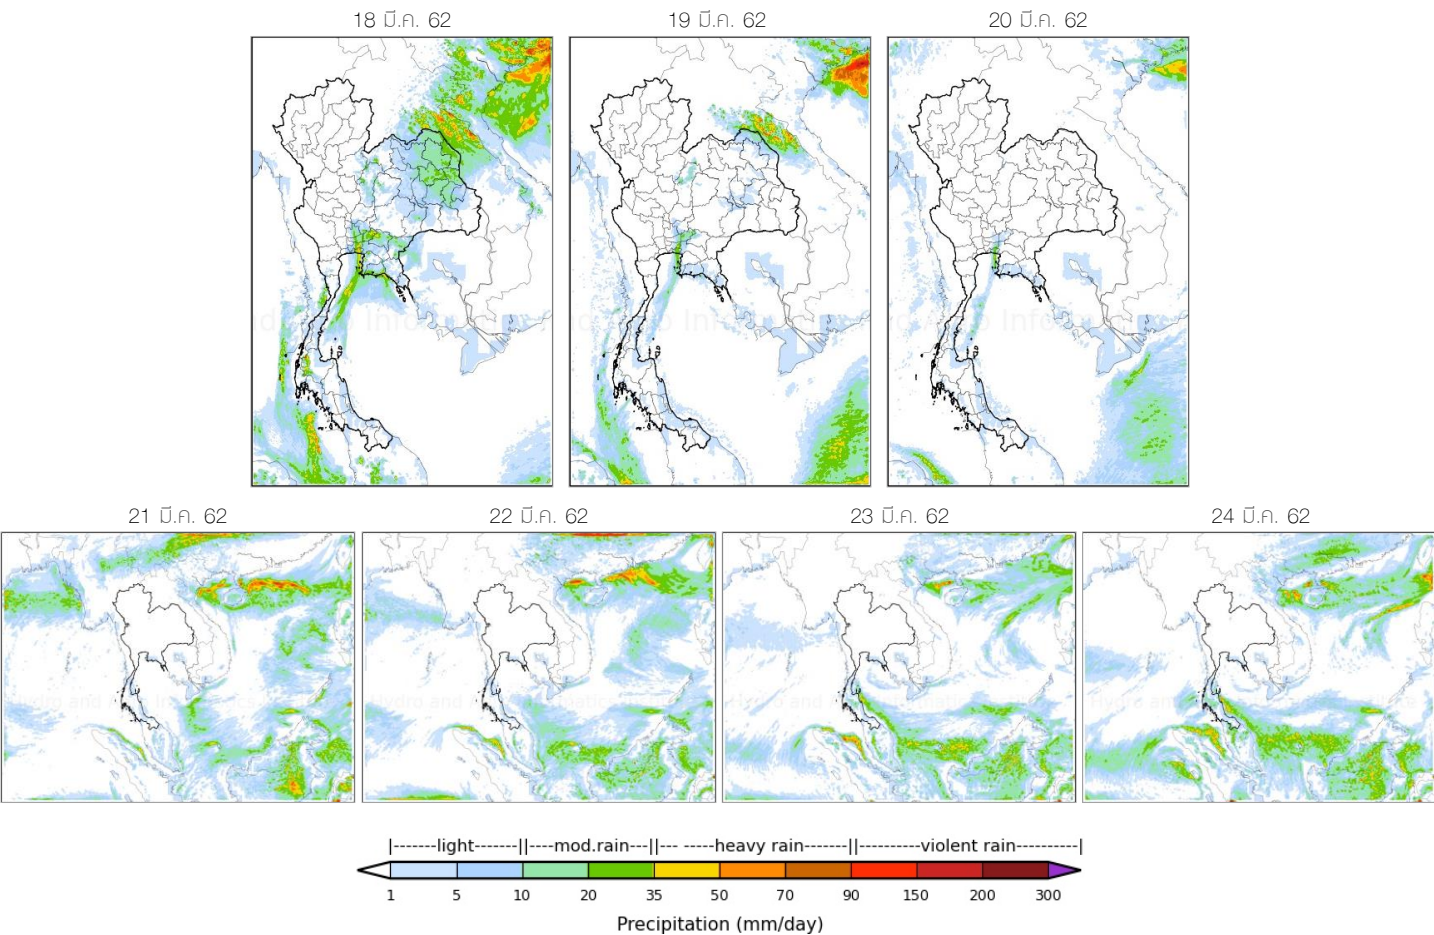 18 มี.ค. 62
19 มี.ค. 62
20 มี.ค. 62
21 มี.ค. 62
22 มี.ค. 62
23 มี.ค. 62
24 มี.ค. 62
|-------light-------||----mod.rain---||--- -----heavy rain-------||---------violent rain-----------|
1 5 10 20 35 50 70 90 150 200 300
Precipitation (mm/day)